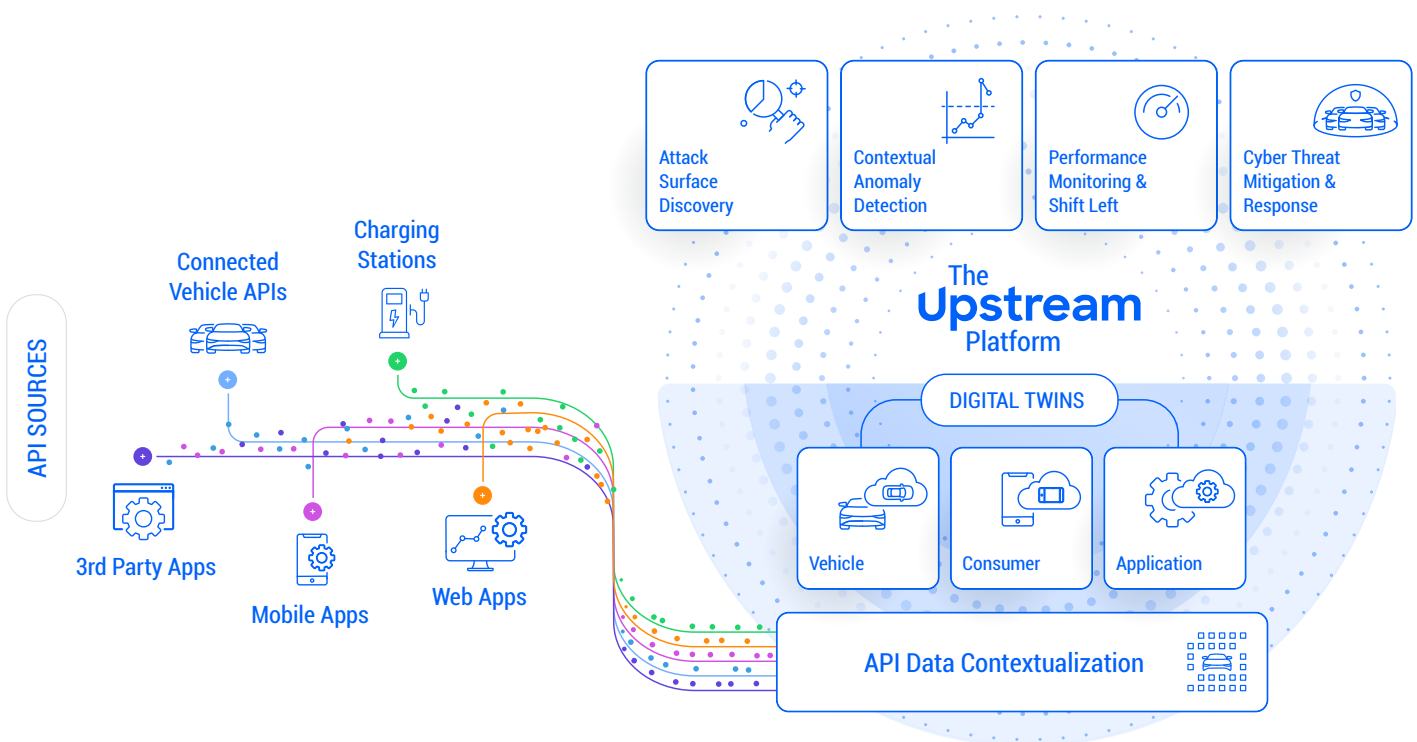 API SOURCES
Connected
Vehicle APIs
Charging
Stations
3rd Party Apps
Mobile Apps
Web Apps
Attack
Surface
Discovery
Contextual
Anomaly
Detection
Performance
Monitoring &
Shift Left
Cyber Threat
Mitigation &
Response
The
Upstream
Platform
DIGITAL TWINS
Vehicle
Consumer
Application
API Data Contextualization